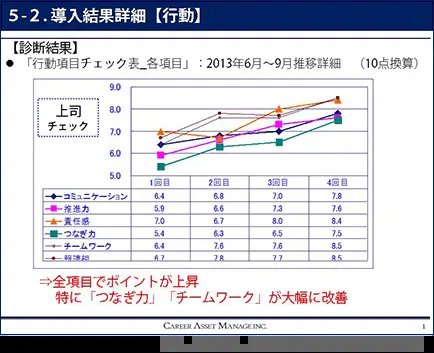 5-2.導入結果詳細【行動】
【診断結果】
● 「行動項目チェック表_各項目」:2013年6月~9月推移詳細 (10点換算)
上司
チェック
9.0
8.0
7.0
6.0
5.0
1回目 2回目 3回目 4回目
コミュニケーション 6.4 6.8 7.0 7.8
推進力 5.9 6.6 7.3 7.6
責任感 7.0 6.7 8.0 8.4
つなぎ力 5.4 6.3 6.5 7.5
チームワーク 6.4 7.6 7.6 8.5
6.7 7.8 7.7 8.5
⇒全項目でポイントが上昇
特に「つなぎ力」「チームワーク」が大幅に改善
CAREER ASSET MANAGE INC.
1